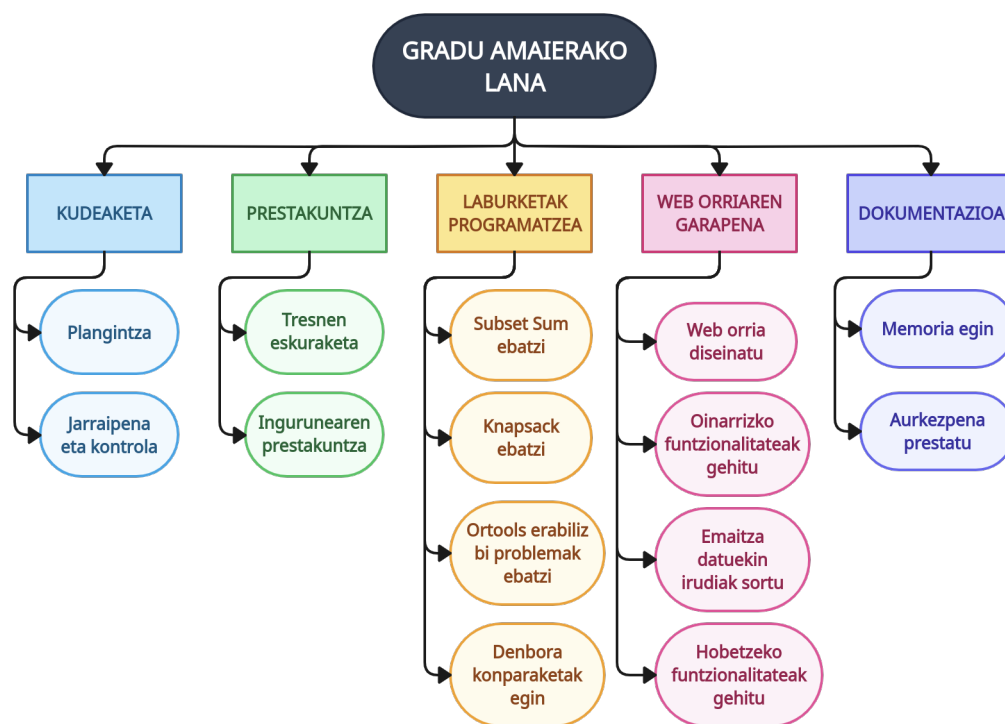 GRADU AMAIERAKO
LANA
KUDEAKETA
PRESTAKUNTZA
LABURKETAK
PROGRAMATZEA
WEB ORRIAREN
GARAPENA
DOKUMENTAZIOA
Plangintza
Jarraipena
eta kontrola
Tresnen
eskuraketa
Ingurunearen
prestakuntza
Subset Sum
ebatzi
Knapsack
ebatzi
Ortools erabiliz
bi problemak
ebatzi
Denbora
konparaketak
egin
Web orria
diseinatu
Oinarrizko
funtzionalitateak
gehitu
Emaitza
datuekin
irudiak sortu
Hobetzeko
funtzionalitateak
gehitu
Memoria egin
Aurkezpena
prestatu